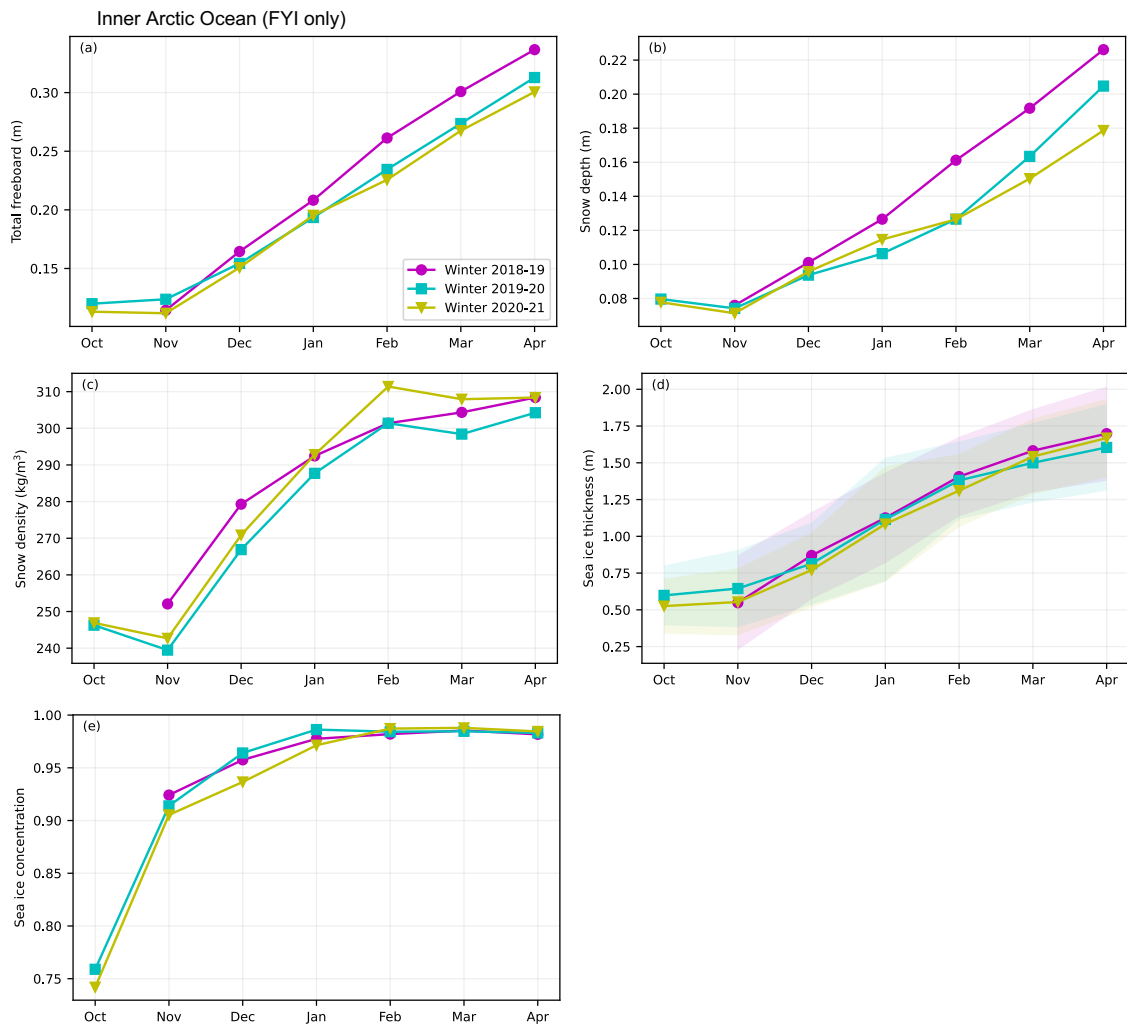 Inner Arctic Ocean (FYI only)
(a)
Total freeboard (m)
0.30
0.25
0.20
0.15
Winter 2018-19
Winter 2019-20
Winter 2020-21
Oct Nov Dec Jan Feb Mar Apr
(b)
Snow depth (m)
0.22
0.20
0.18
0.16
0.14
0.12
0.10
0.08
Oct Nov Dec Jan Feb Mar Apr
(c)
Snow density (kg/m³)
310
300
290
280
270
260
250
240
Oct Nov Dec Jan Feb Mar Apr
(d)
Sea ice thickness (m)
2.00
1.75
1.50
1.25
1.00
0.75
0.50
0.25
Oct Nov Dec Jan Feb Mar Apr
(e)
Sea ice concentration
1.00
0.95
0.90
0.85
0.80
0.75
Oct Nov Dec Jan Feb Mar Apr